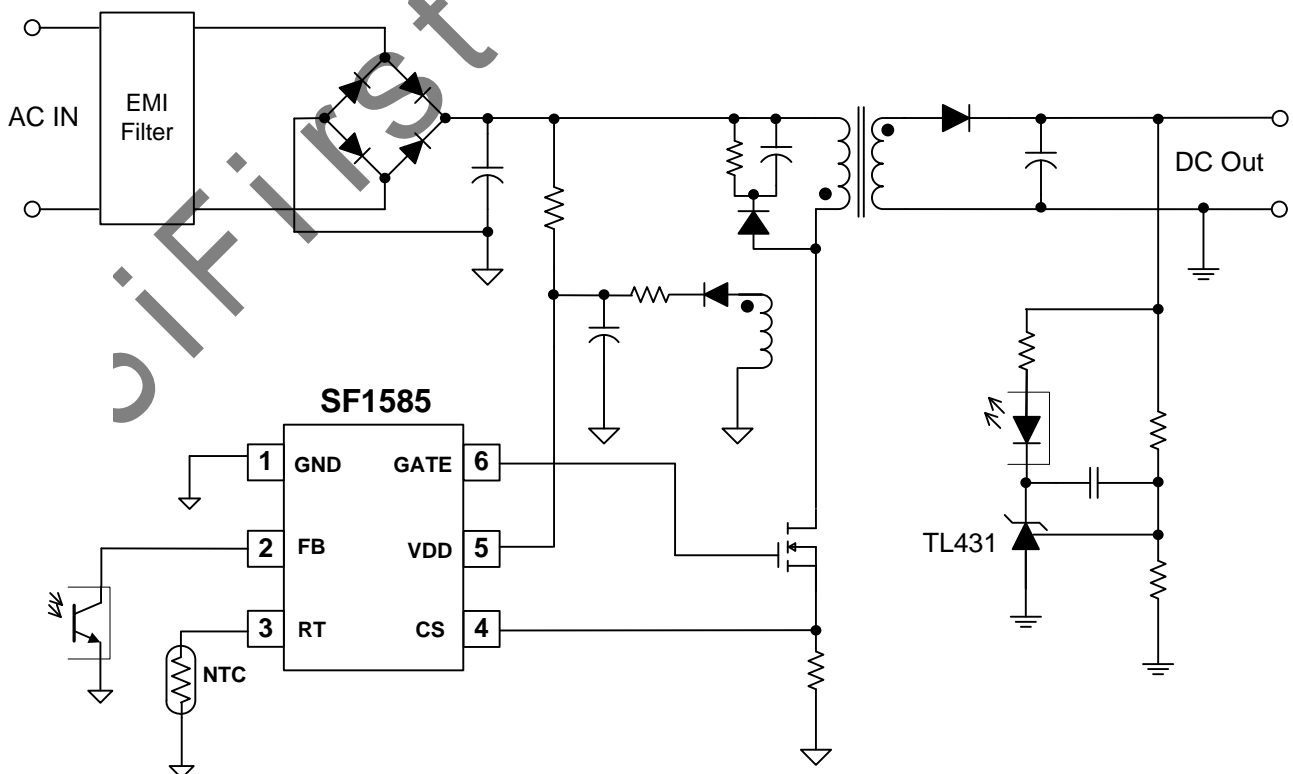 SiFirst
AC IN
EMI
Filter
DC Out
SF1585
1 GND
GATE 6
2 FB
VDD 5
3 RT
CS 4
NTC
TL431